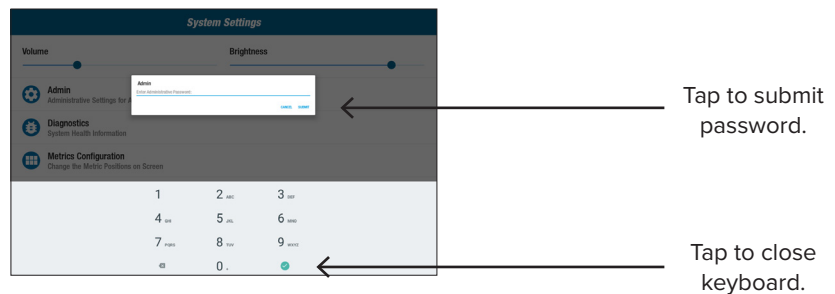 System Settings
Volume
Brightness
Admin
Administrative Settings for A
Admin
Enter Administrative Password
CANCEL SUBMIT
Diagnostics
System Health Information
Metrics Configuration
Change the Metric Positions on Screen
1 2 ABC 3 DEF
4 GHI 5 JKL 6 MNO
7 PQRS 8 TUV 9 WXYZ
0 .
Tap to submit
password.
Tap to close
keyboard.